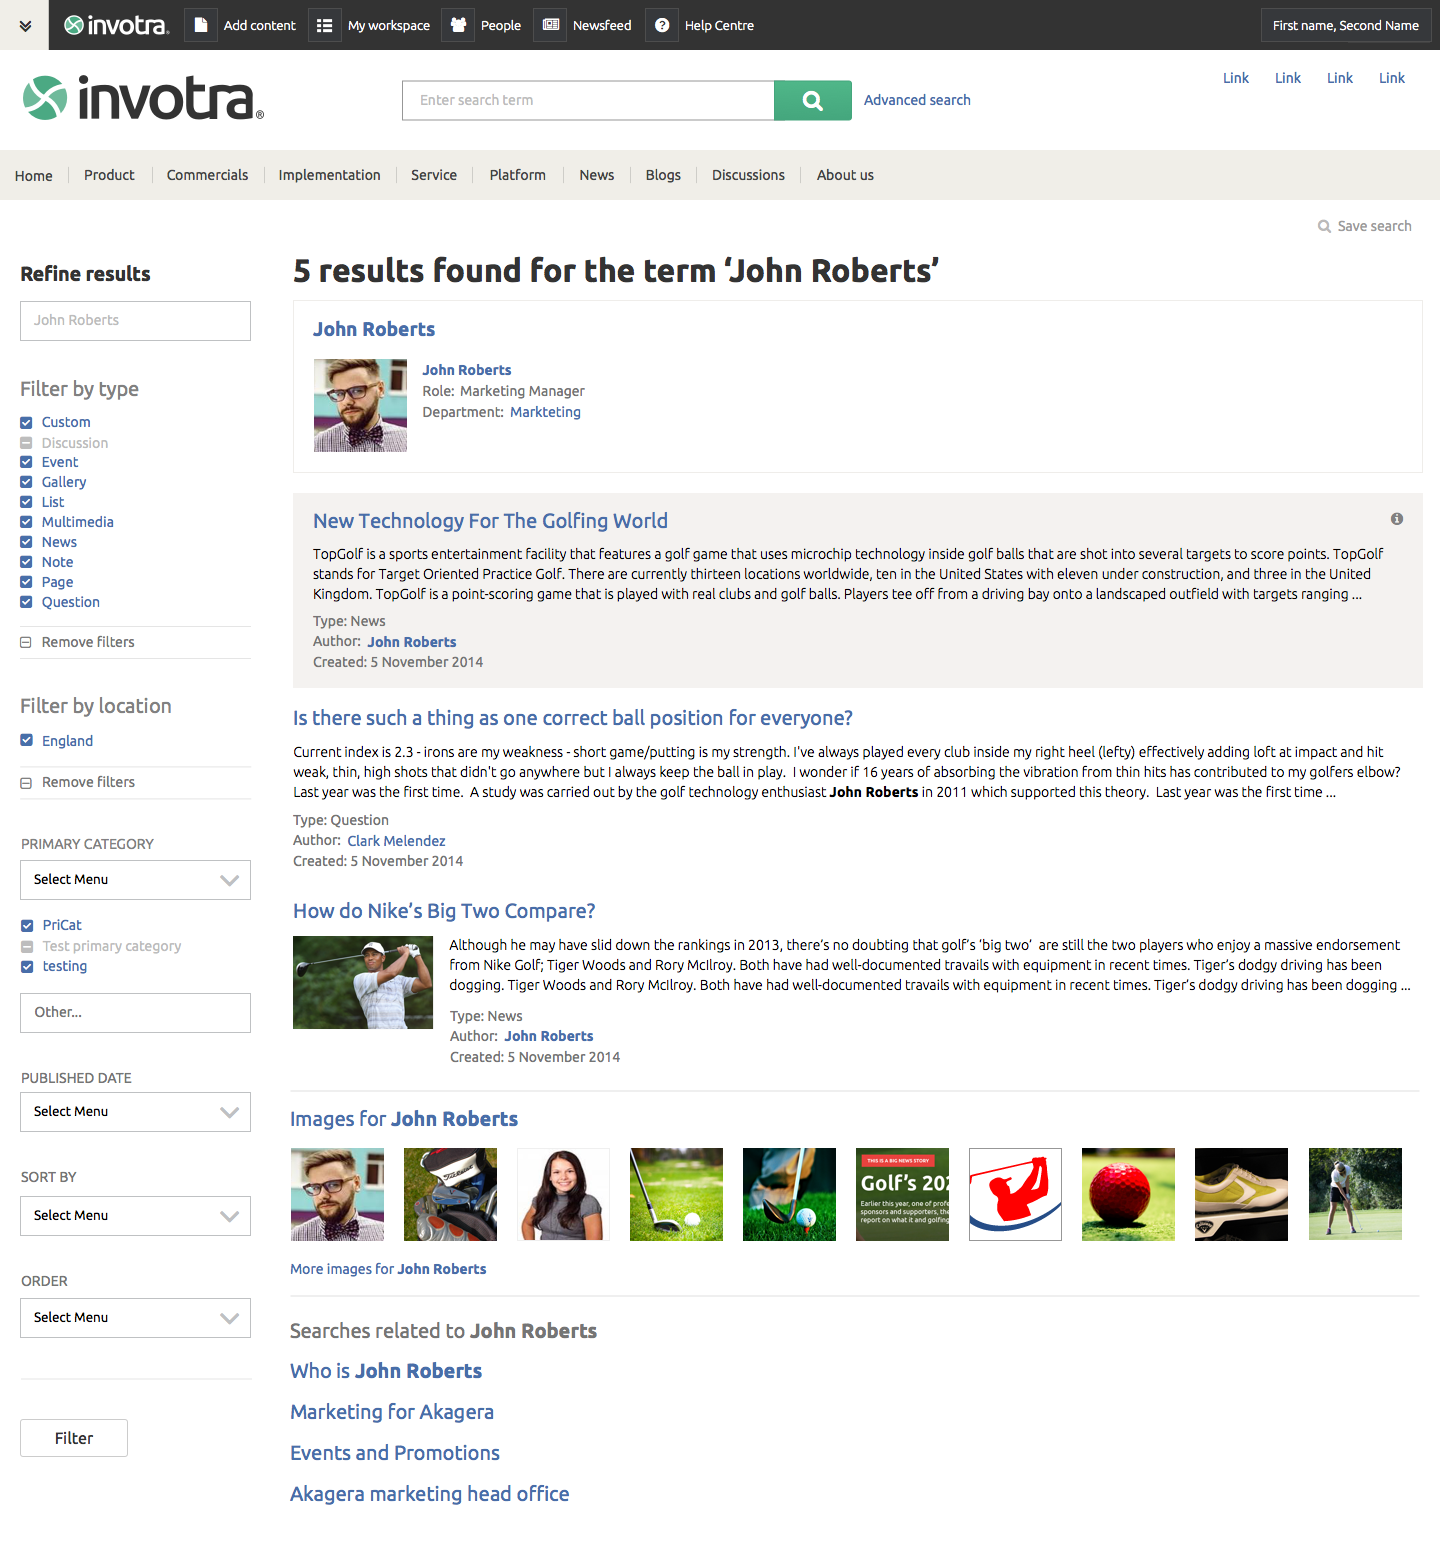 invotra
Add content
My workspace
People
Newsfeed
Help Centre
First name, Second Name
invotra®
Enter search term
Advanced search
Link
Link
Link
Link
Home
Product
Commercials
Implementation
Service
Platform
News
Blogs
Discussions
About us
Save search
Refine results
John Roberts
Filter by type
Custom
Discussion
Event
Gallery
List
Multimedia
News
Note
Page
Question
Remove filters
Filter by location
England
Remove filters
PRIMARY CATEGORY
Select Menu
PriCat
Test primary category
testing
Other...
PUBLISHED DATE
Select Menu
SORT BY
Select Menu
ORDER
Select Menu
Filter
5 results found for the term ‘John Roberts’
John Roberts
John Roberts
Role: Marketing Manager
Department: Markteting
New Technology For The Golfing World
TopGolf is a sports entertainment facility that features a golf game that uses microchip technology inside golf balls that are shot into several targets to score points. TopGolf
stands for Target Oriented Practice Golf. There are currently thirteen locations worldwide, ten in the United States with eleven under construction, and three in the United
Kingdom. TopGolf is a point-scoring game that is played with real clubs and golf balls. Players tee off from a driving bay onto a landscaped outfield with targets ranging ...
Type: News
Author: John Roberts
Created: 5 November 2014
Is there such a thing as one correct ball position for everyone?
Current index is 2.3 - irons are my weakness - short game/putting is my strength. I've always played every club inside my right heel (lefty) effectively adding loft at impact and hit
weak, thin, high shots that didn't go anywhere but I always keep the ball in play. I wonder if 16 years of absorbing the vibration from thin hits has contributed to my golfers elbow?
Last year was the first time. A study was carried out by the golf technology enthusiast John Roberts in 2011 which supported this theory. Last year was the first time ...
Type: Question
Author: Clark Melendez
Created: 5 November 2014
How do Nike’s Big Two Compare?
Although he may have slid down the rankings in 2013, there’s no doubting that golf’s ‘big two’ are still the two players who enjoy a massive endorsement
from Nike Golf; Tiger Woods and Rory McIlroy. Both have had well-documented travails with equipment in recent times. Tiger’s dodgy driving has been
dogging. Tiger Woods and Rory McIlroy. Both have had well-documented travails with equipment in recent times. Tiger’s dodgy driving has been dogging ...
Type: News
Author: John Roberts
Created: 5 November 2014
Images for John Roberts
THIS IS A BIG NEWS STORY
Golf’s 202
Earlier this year, one of profe
sponsors and supporters, the
report on what it and golfing
More images for John Roberts
Searches related to John Roberts
Who is John Roberts
Marketing for Akagera
Events and Promotions
Akagera marketing head office